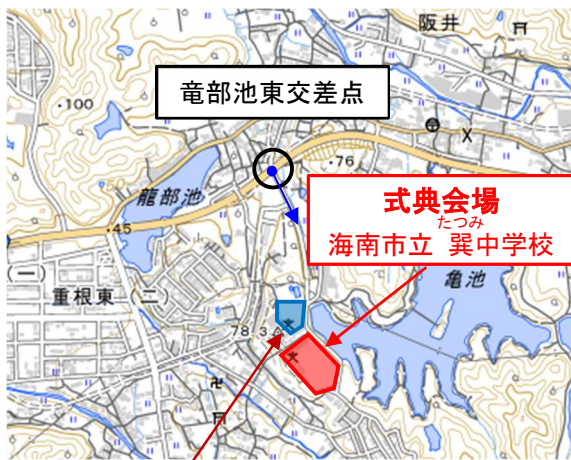 阪井
・100
竜部池東交差点
・76
龍部池
式典会場
たつみ
海南市立 巽中学校
・45
(一)
重根東(二)
亀池
78.3
文
文